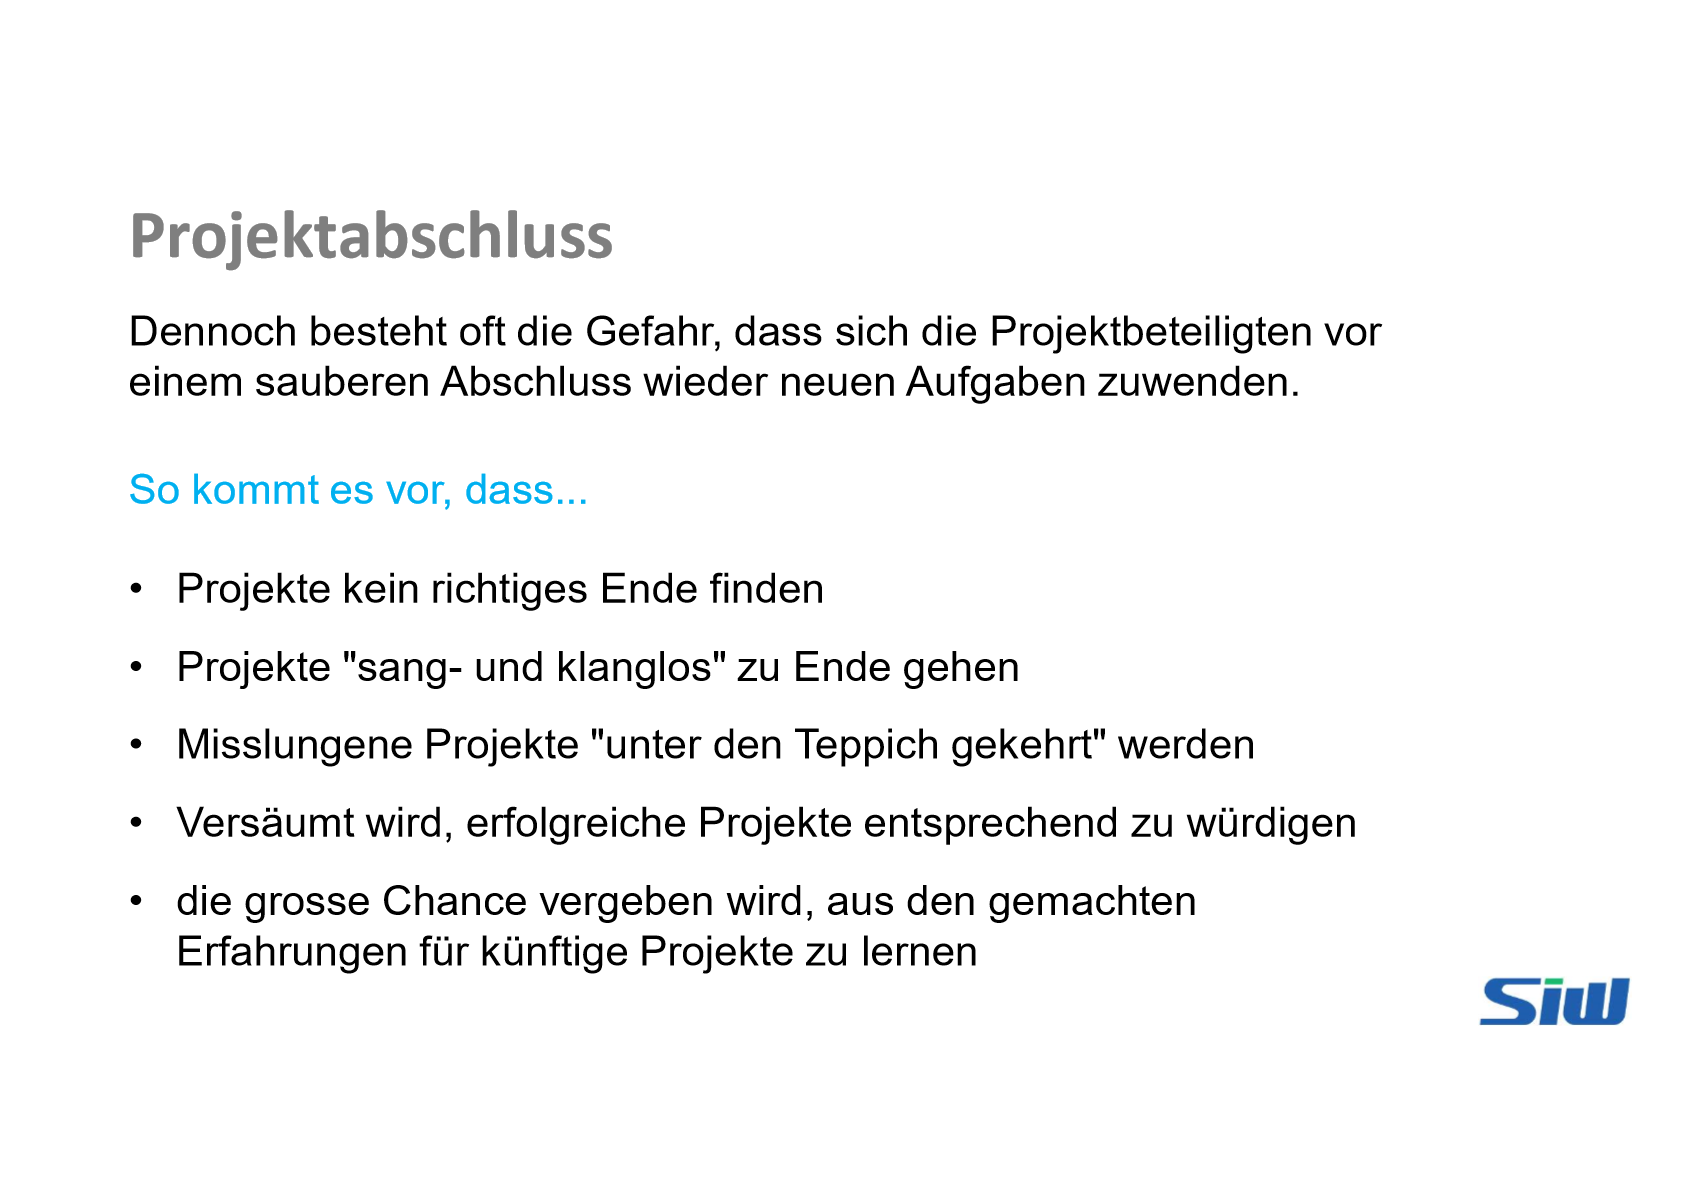 Projektabschluss
Dennoch besteht oft die Gefahr, dass sich die Projektbeteiligten vor
einem sauberen Abschluss wieder neuen Aufgaben zuwenden.
So kommt es vor, dass...
• Projekte kein richtiges Ende finden
• Projekte "sang- und klanglos" zu Ende gehen
• Misslungene Projekte "unter den Teppich gekehrt" werden
• Versäumt wird, erfolgreiche Projekte entsprechend zu würdigen
• die grosse Chance vergeben wird, aus den gemachten
Erfahrungen für künftige Projekte zu lernen
Siw